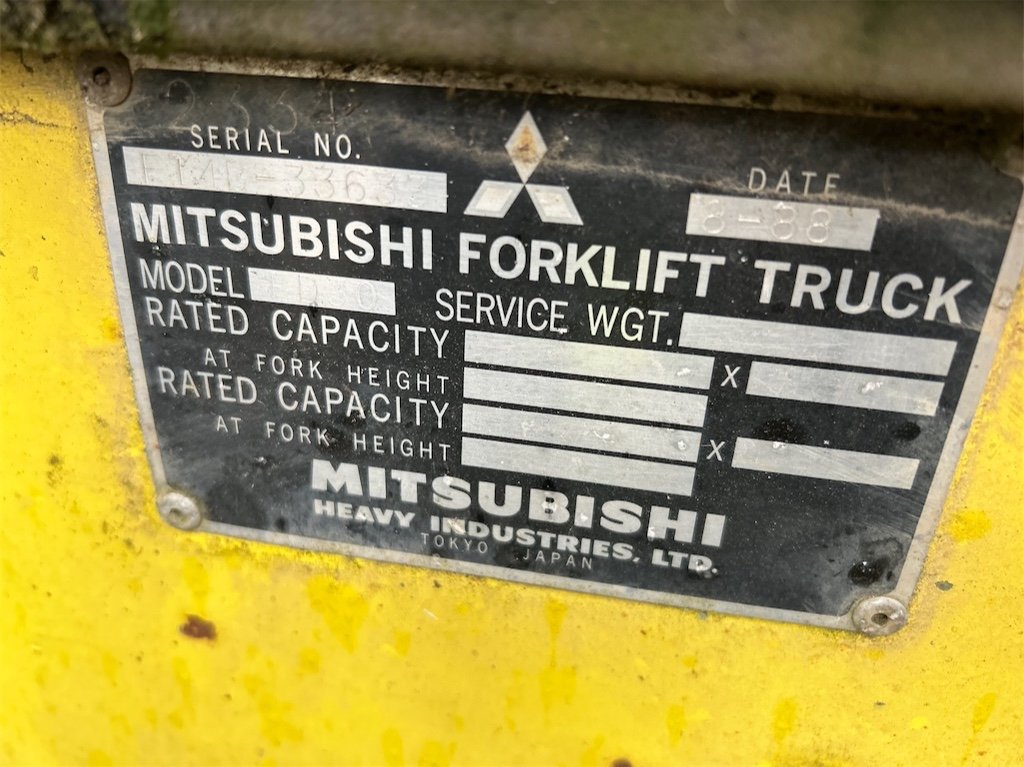 SERIAL NO.
DATE
8-88
MITSUBISHI FORKLIFT TRUCK
MODEL
SERVICE WGT.
RATED CAPACITY
X
AT FORK HEIGHT
RATED CAPACITY
X
AT FORK HEIGHT
MITSUBISHI
HEAVY INDUSTRIES, LTD.
TOKYO JAPAN